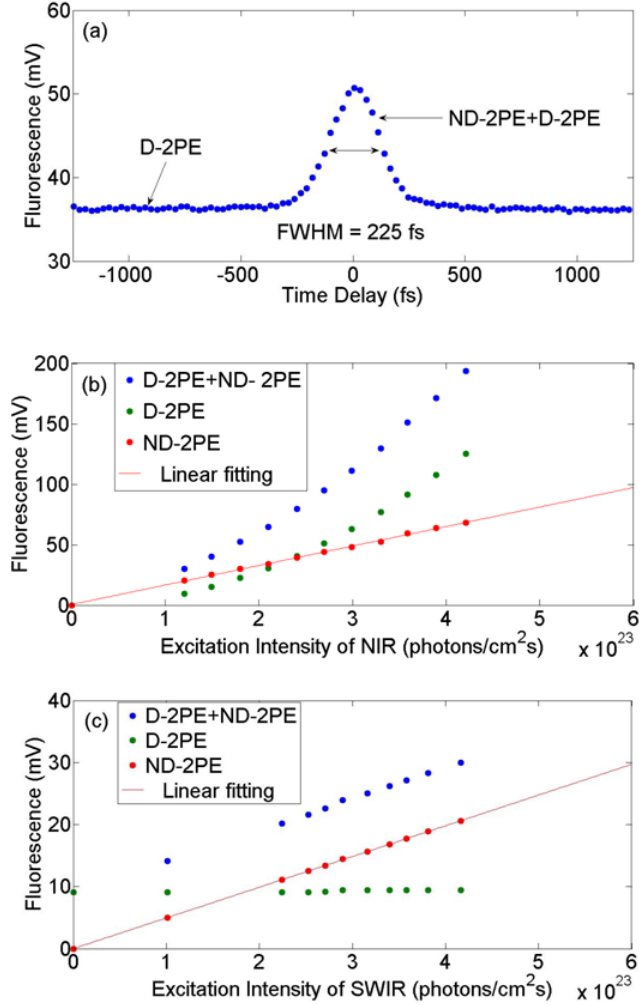 (a)
Flurorescence (mV)
60
50
40
30
D-2PE
ND-2PE+D-2PE
FWHM = 225 fs
-1000 -500 0 500 1000
Time Delay (fs)
(b)
Fluorescence (mV)
200
150
100
50
0
D-2PE+ND- 2PE
D-2PE
ND-2PE
Linear fitting
0 1 2 3 4 5 6
Excitation Intensity of NIR (photons/cm²s) x 10²³
(c)
Fluorescence (mV)
40
30
20
10
0
D-2PE+ND-2PE
D-2PE
ND-2PE
Linear fitting
0 1 2 3 4 5 6
Excitation Intensity of SWIR (photons/cm²s) x 10²³